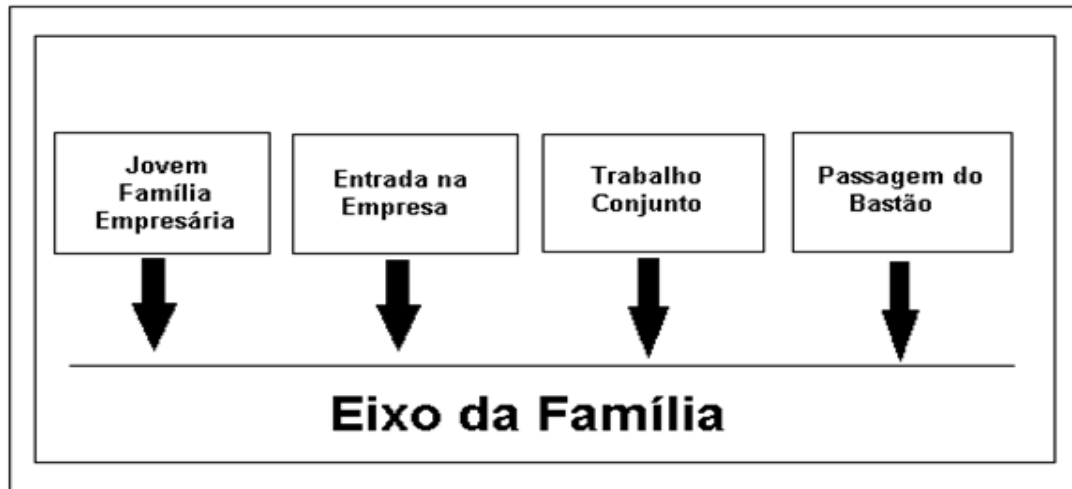 Jovem
Família
Empresária
Entrada na
Empresa
Trabalho
Conjunto
Passagem do
Bastão
Eixo da Família